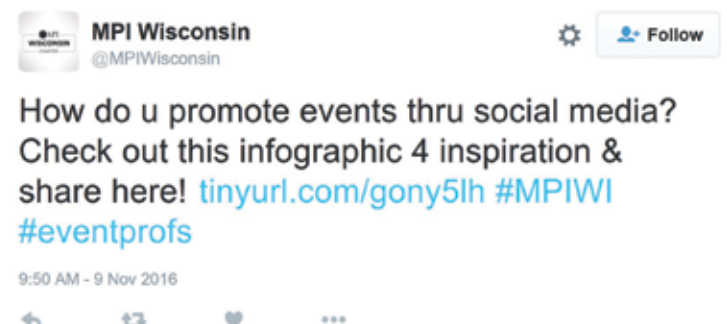 MPI Wisconsin
@MPIWisconsin
Follow
How do u promote events thru social media?
Check out this infographic 4 inspiration &
share here! tinyurl.com/gony5lh #MPIWI
#eventprofs
9:50 AM - 9 Nov 2016